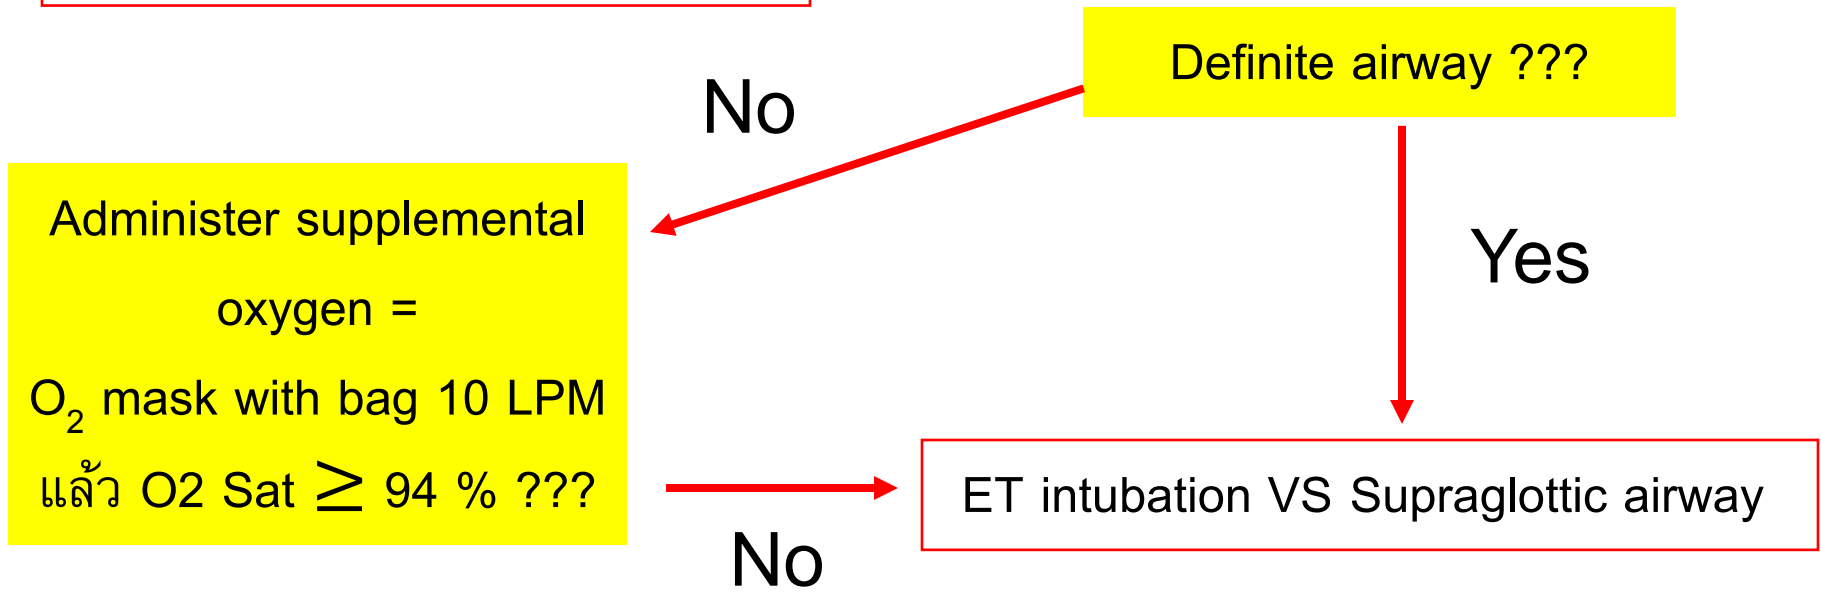 Definite airway ???
No
Yes
Administer supplemental
oxygen =
O₂ mask with bag 10 LPM
แล้ว O2 Sat ≥ 94 % ???
No
ET intubation VS Supraglottic airway